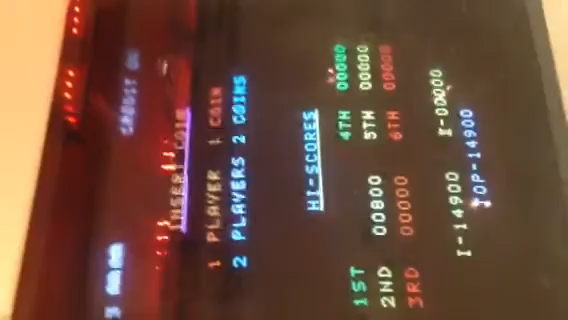 CREDIT 00
INSERT COIN
1 PLAYER 1 COIN
2 PLAYERS 2 COINS
HI-SCORES
1ST 4TH 00000
2ND 00800 5TH 00000
3RD 00000 6TH 00000
I-14900 II-00000
TOP-14900